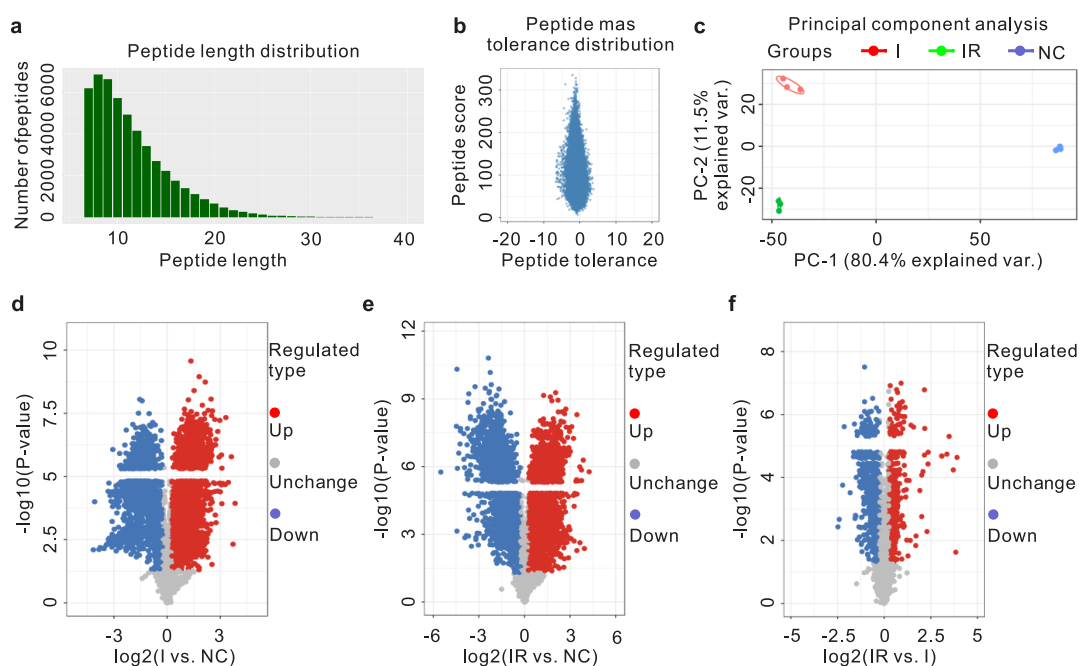 a
Peptide length distribution
Number ofpeptides
0 2000 4000 6000
10 20 30 40
Peptide length
b
Peptide mas
tolerance distribution
Peptide score
300
200
100
0
-20 -10 0 10 20
Peptide tolerance
c
Principal component analysis
Groups I IR NC
PC-2 (11.5%
explained var.)
20
0
-20
-50 0 50
PC-1 (80.4% explained var.)
d
-log10(P-value)
10
7.5
5
2.5
0
-3 0 3
log2(I vs. NC)
Regulated
type
Up
Unchange
Down
e
-log10(P-value)
12
9
6
3
0
-6 -3 0 3 6
log2(IR vs. NC)
Regulated
type
Up
Unchange
Down
f
-log10(P-value)
8
6
4
2
0
-5 -2.5 0 2.5 5
log2(IR vs. I)
Regulated
type
Up
Unchange
Down